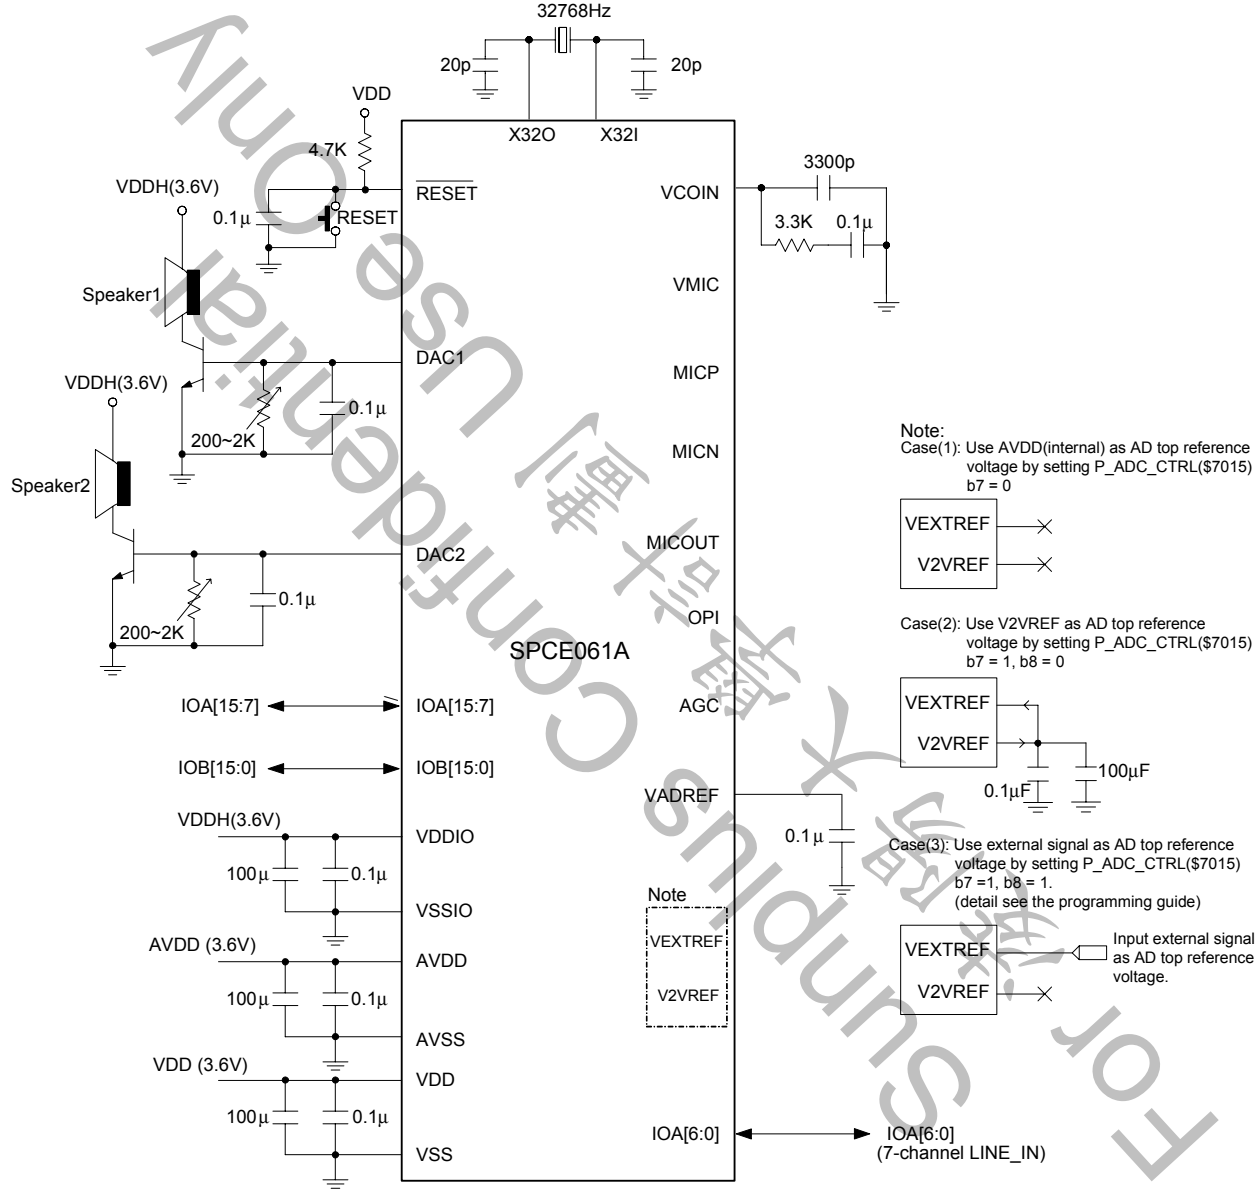 32768Hz
20p
20p
X32O
X32I
VDD
4.7K
RESET
0.1μ
RESET
VDDH(3.6V)
Speaker1
DAC1
0.1μ
200~2K
VDDH(3.6V)
Speaker2
DAC2
0.1μ
200~2K
SPCE061A
IOA[15:7]
IOA[15:7]
IOB[15:0]
IOB[15:0]
VDDH(3.6V)
VDDIO
100μ
0.1μ
VSSIO
AVDD (3.6V)
AVDD
100μ
0.1μ
AVSS
VDD (3.6V)
VDD
100μ
0.1μ
VSS
VCOIN
3300p
3.3K
0.1μ
VMIC
MICP
MICN
MICOUT
OPI
AGC
VADREF
0.1μ
Note
VEXTREF
V2VREF
IOA[6:0]
IOA[6:0]
(7-channel LINE_IN)
Note:
Case(1): Use AVDD(internal) as AD top reference
voltage by setting P_ADC_CTRL($7015)
b7 = 0
VEXTREF
V2VREF
Case(2): Use V2VREF as AD top reference
voltage by setting P_ADC_CTRL($7015)
b7 = 1, b8 = 0
VEXTREF
V2VREF
0.1μF
100μF
Case(3): Use external signal as AD top reference
voltage by setting P_ADC_CTRL($7015)
b7 =1, b8 = 1.
(detail see the programming guide)
VEXTREF
V2VREF
Input external signal
as AD top reference
voltage.
Sunplus Confidential
For
Use Only